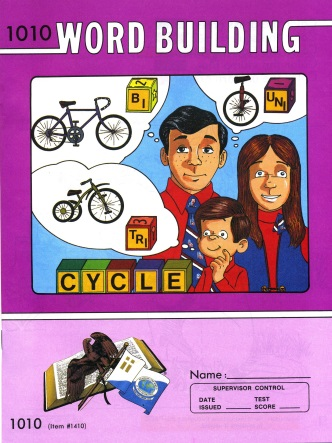 1010 WORD BUILDING
BI
UNI
TRI
CYCLE
Name:
SUPERVISOR CONTROL
DATE ISSUED
TEST SCORE
1010 (Item #1410)